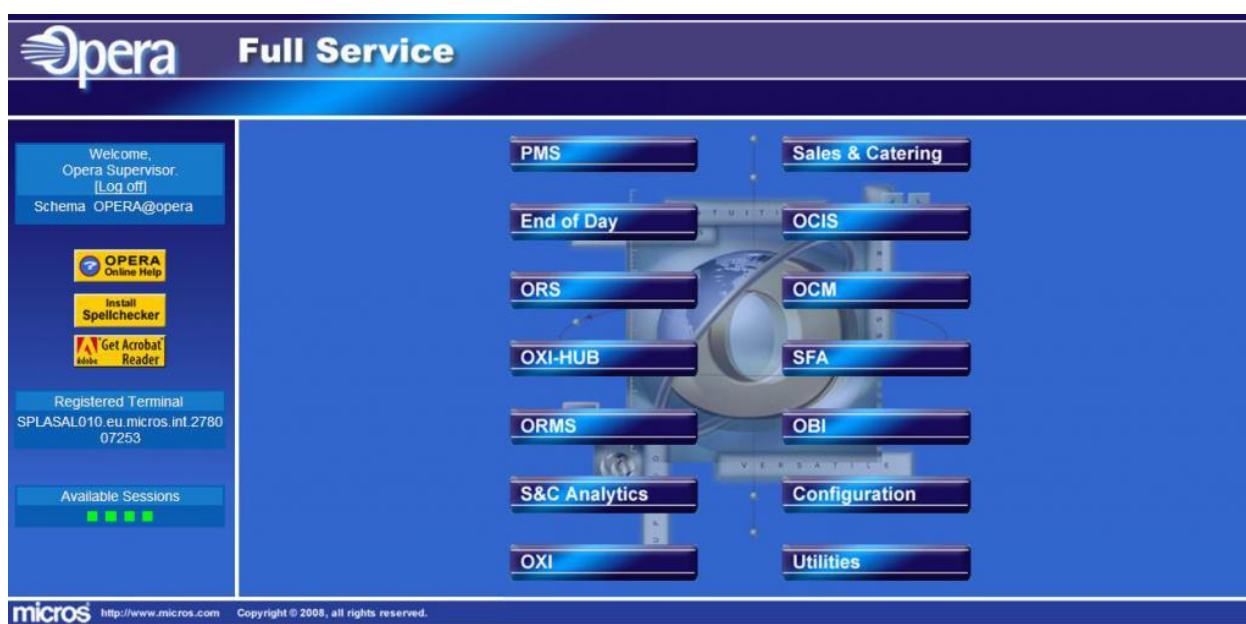 Opera Full Service
Welcome,
Opera Supervisor.
[Log off]
Schema OPERA@opera
OPERA
Online Help
Install
Spellchecker
Get Acrobat
Adobe Reader
Registered Terminal
SPLASAL010.eu.micros.int.2780
07253
Available Sessions
PMS
Sales & Catering
End of Day
OCIS
ORS
OCM
OXI-HUB
SFA
ORMS
OBI
S&C Analytics
Configuration
OXI
Utilities
VERSATILE
micros http://www.micros.com Copyright © 2008, all rights reserved.